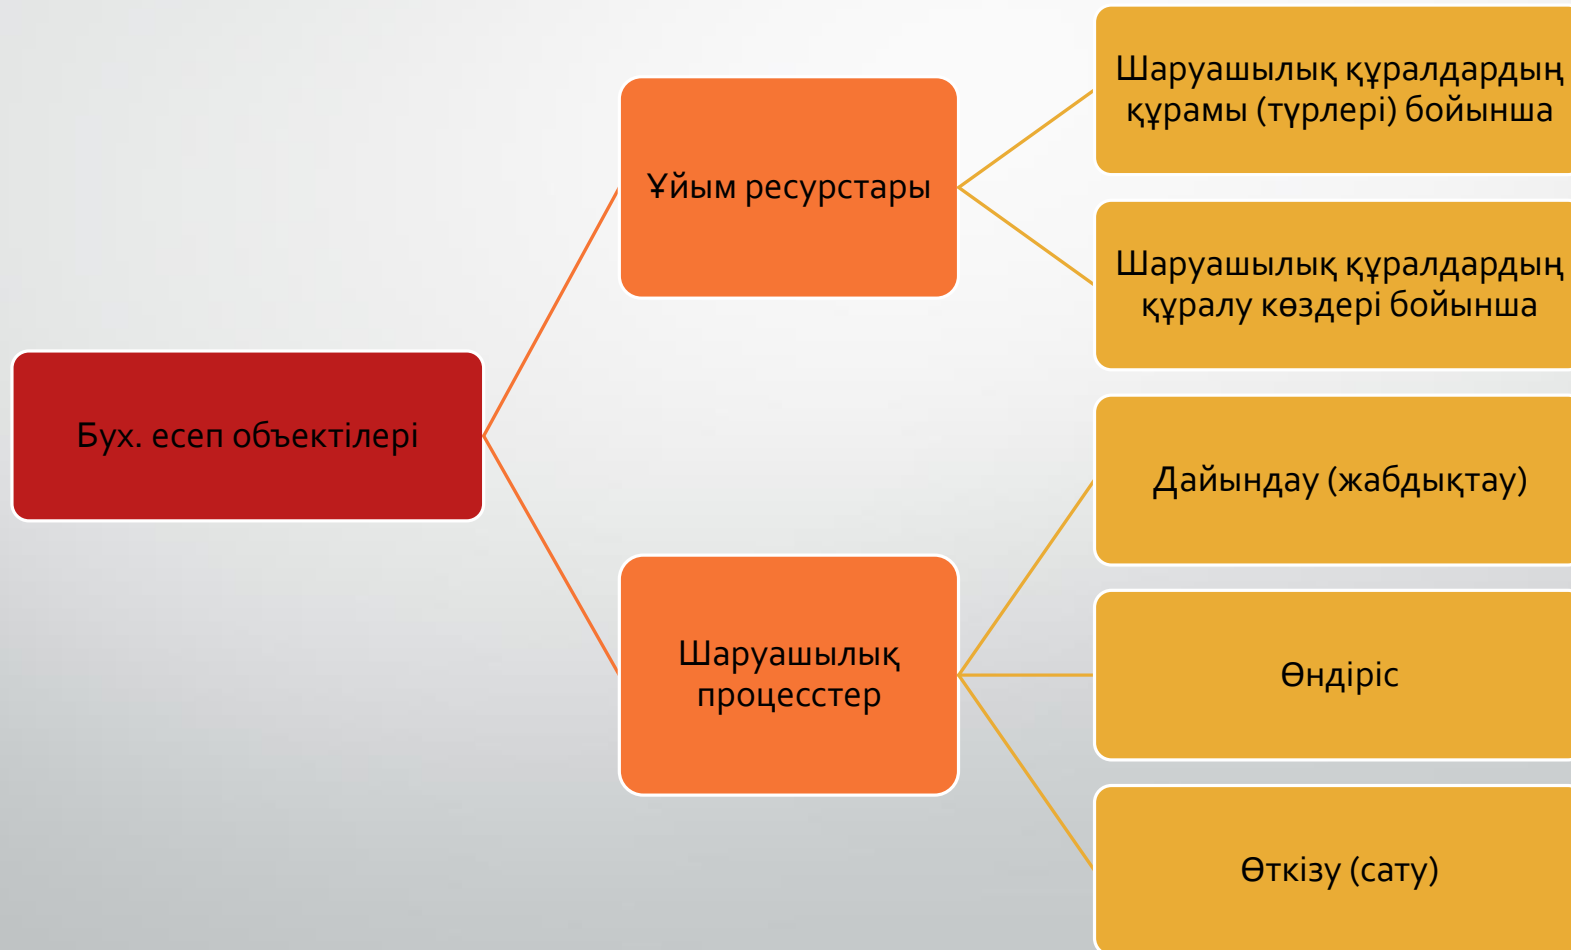 Бух. есеп объектілері
Ұйым ресурстары
Шаруашылық құралдардың
құрамы (түрлері) бойынша
Шаруашылық құралдардың
құралу көздері бойынша
Шаруашылық
процесстер
Дайындау (жабдықтау)
Өндіріс
Өткізу (сату)